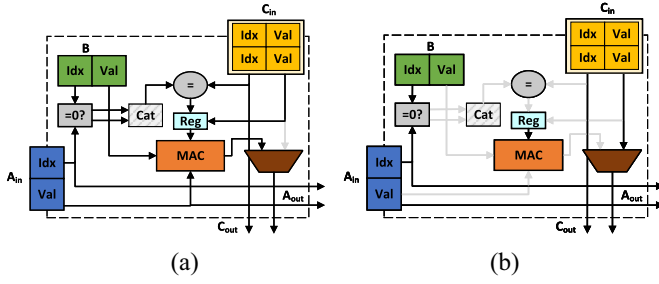 C_in
Idx Val
Idx Val
B
Idx Val
=
=0?
Cat
Reg
MAC
Idx
A_in
Val
A_out
C_out
(a)
C_in
Idx Val
Idx Val
B
Idx Val
=
=0?
Cat
Reg
MAC
Idx
A_in
Val
A_out
C_out
(b)